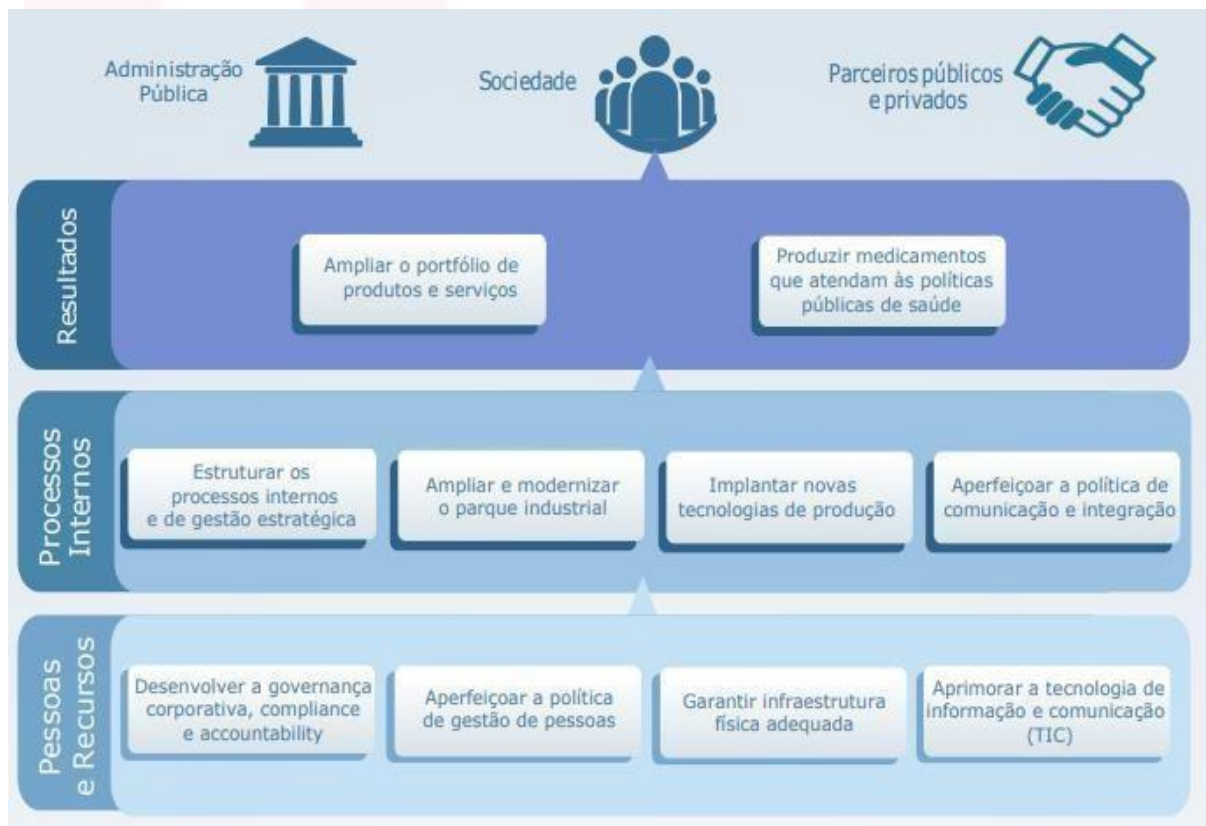 Administração
Pública
Sociedade
Parceiros públicos
e privados
Resultados
Ampliar o portfólio de
produtos e serviços
Produzir medicamentos
que atendam às políticas
públicas de saúde
Processos
Internos
Estruturar os
processos internos
e de gestão estratégica
Ampliar e modernizar
o parque industrial
Implantar novas
tecnologias de produção
Aperfeiçoar a política de
comunicação e integração
Pessoas
e Recursos
Desenvolver a governança
corporativa, compliance
e accountability
Aperfeiçoar a política
de gestão de pessoas
Garantir infraestrutura
física adequada
Aprimorar a tecnologia de
informação e comunicação
(TIC)